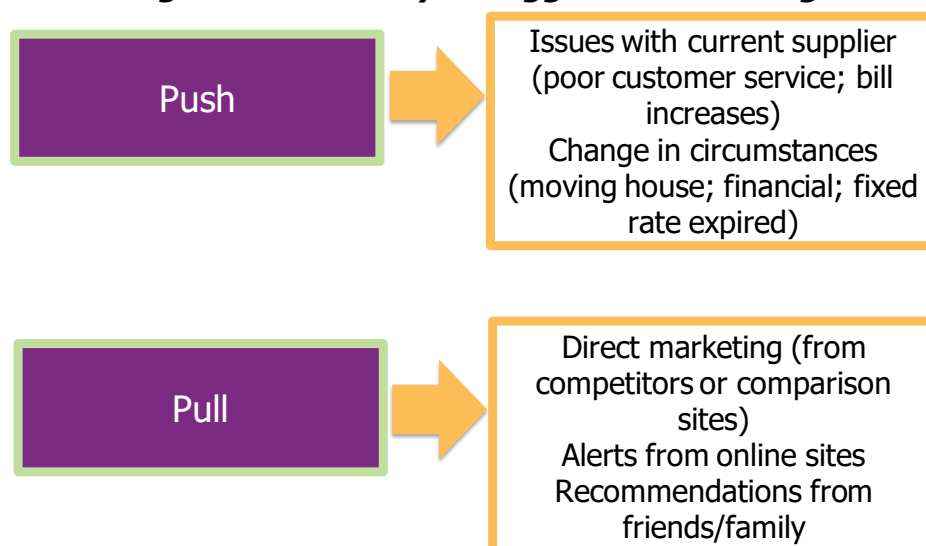 Push
Issues with current supplier
(poor customer service; bill
increases)
Change in circumstances
(moving house; financial; fixed
rate expired)
Pull
Direct marketing (from
competitors or comparison
sites)
Alerts from online sites
Recommendations from
friends/family